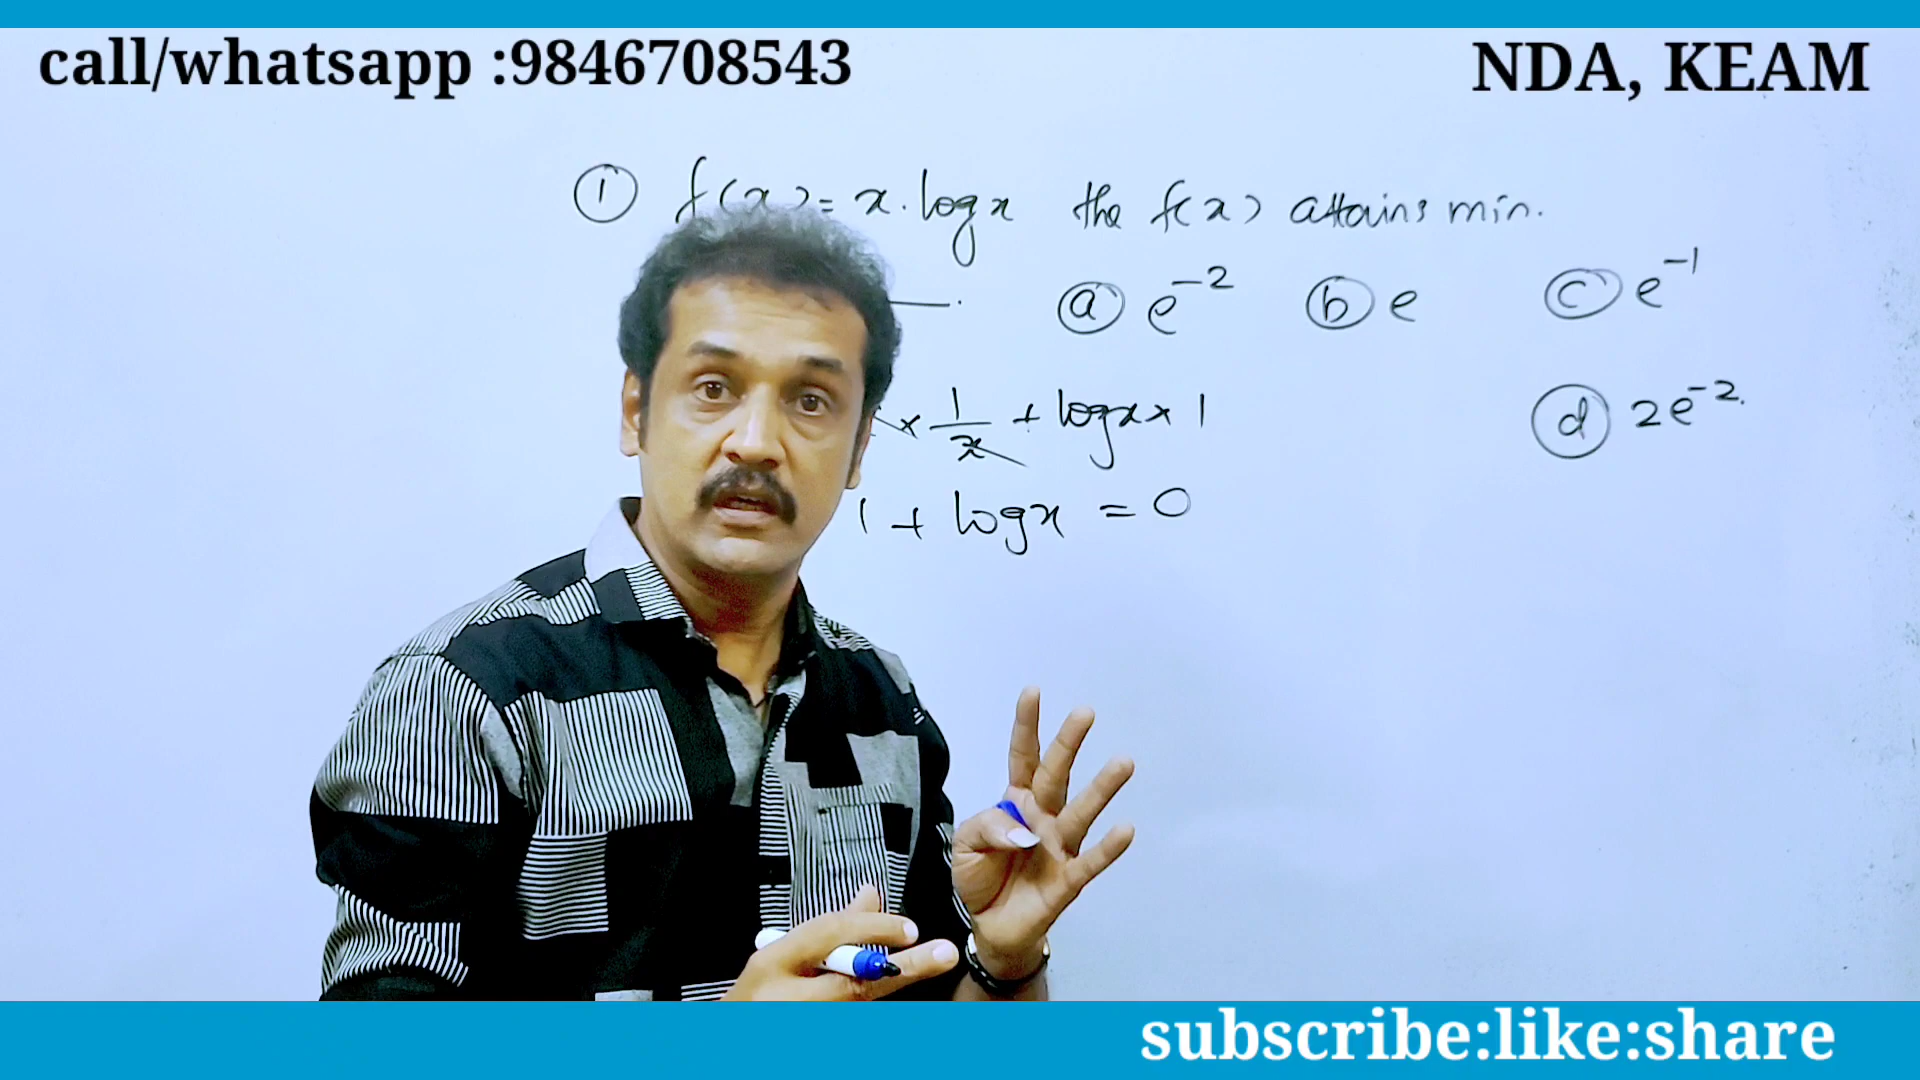 call/whatsapp :9846708543
NDA, KEAM
① f(x) = x . log x the f(x) attains min.
ⓐ e⁻² ⓑ e ⓒ e⁻¹
× 1/x + log x × 1
ⓓ 2e⁻².
1 + log x = 0
subscribe:like:share